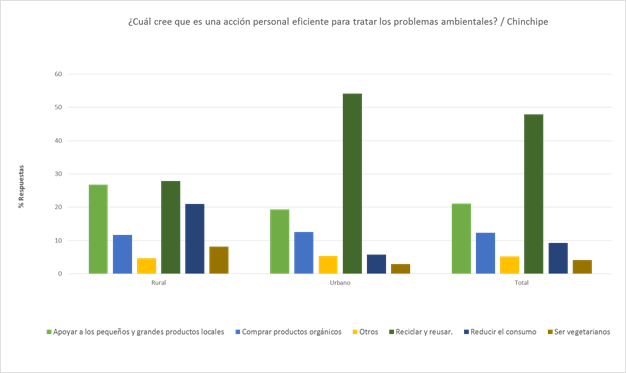 ¿Cuál cree que es una acción personal eficiente para tratar los problemas ambientales? / Chinchipe
60
50
40
30
20
10
0
% Respuestas
Rural Urbano Total
Apoyar a los pequeños y grandes productos locales Comprar productos orgánicos Otros Reciclar y reusar. Reducir el consumo Ser vegetarianos